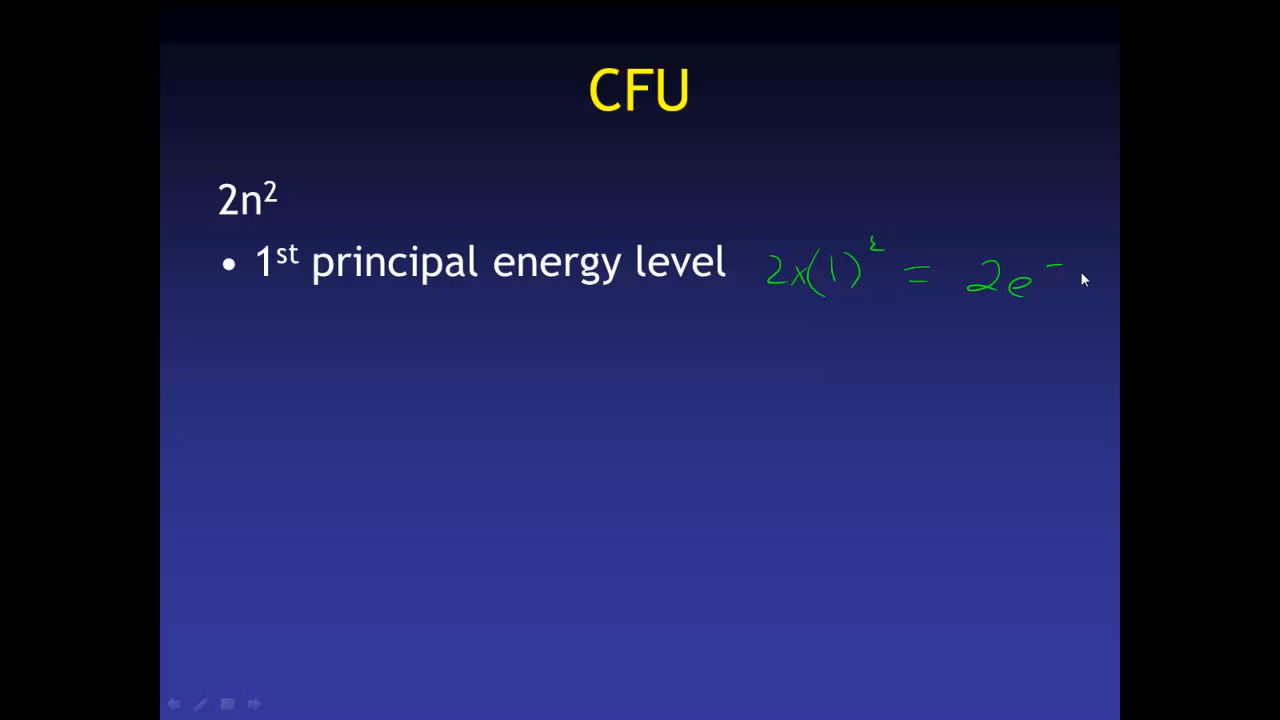 CFU
2n²
• 1st principal energy level 2x(1)² = 2e⁻